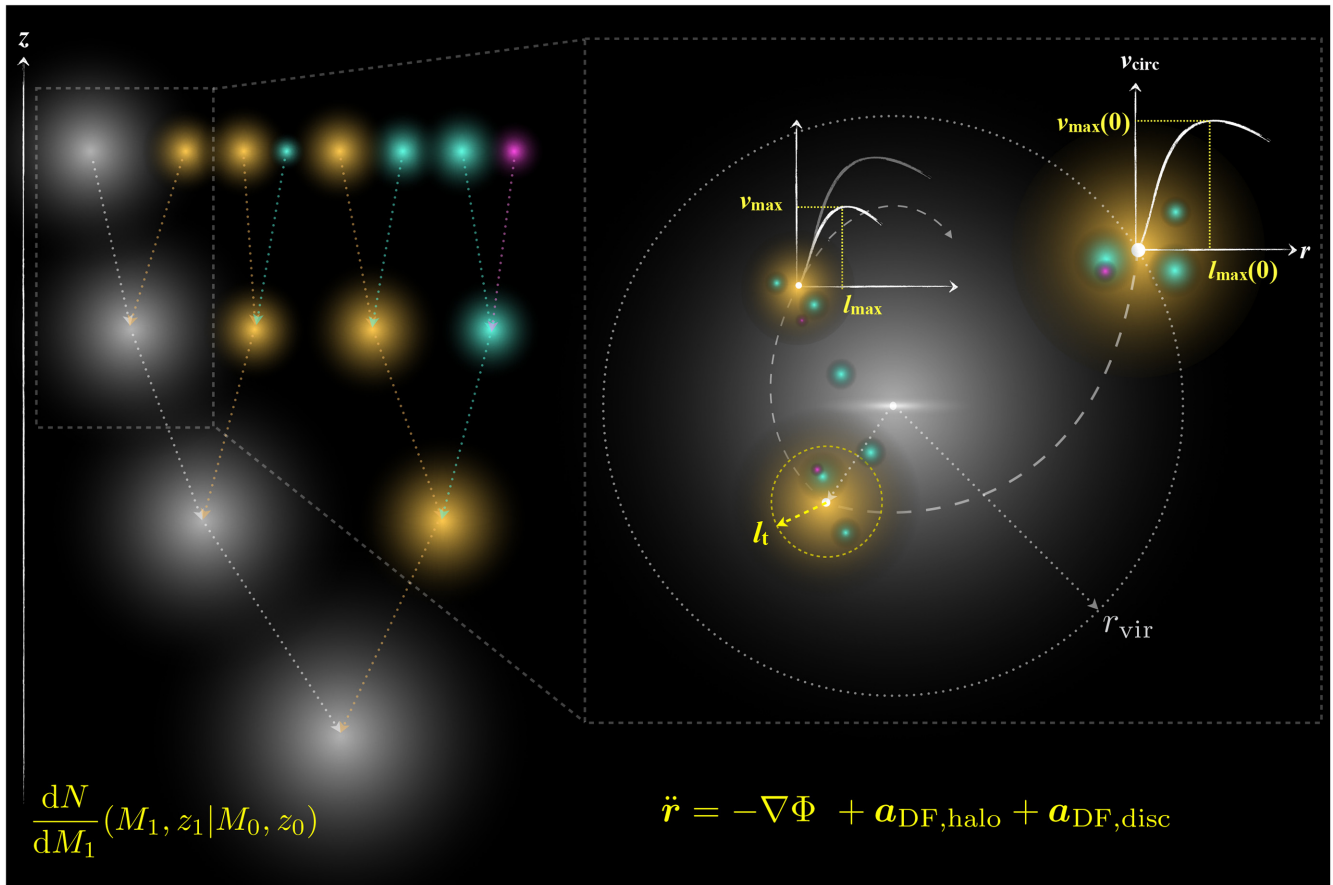 z
v_circ
v_max(0)
r
l_max(0)
v_max
l_max
l_t
r_vir
dN/dM_1 (M_1, z_1|M_0, z_0)
r̈ = −∇Φ + a_DF,halo + a_DF,disc